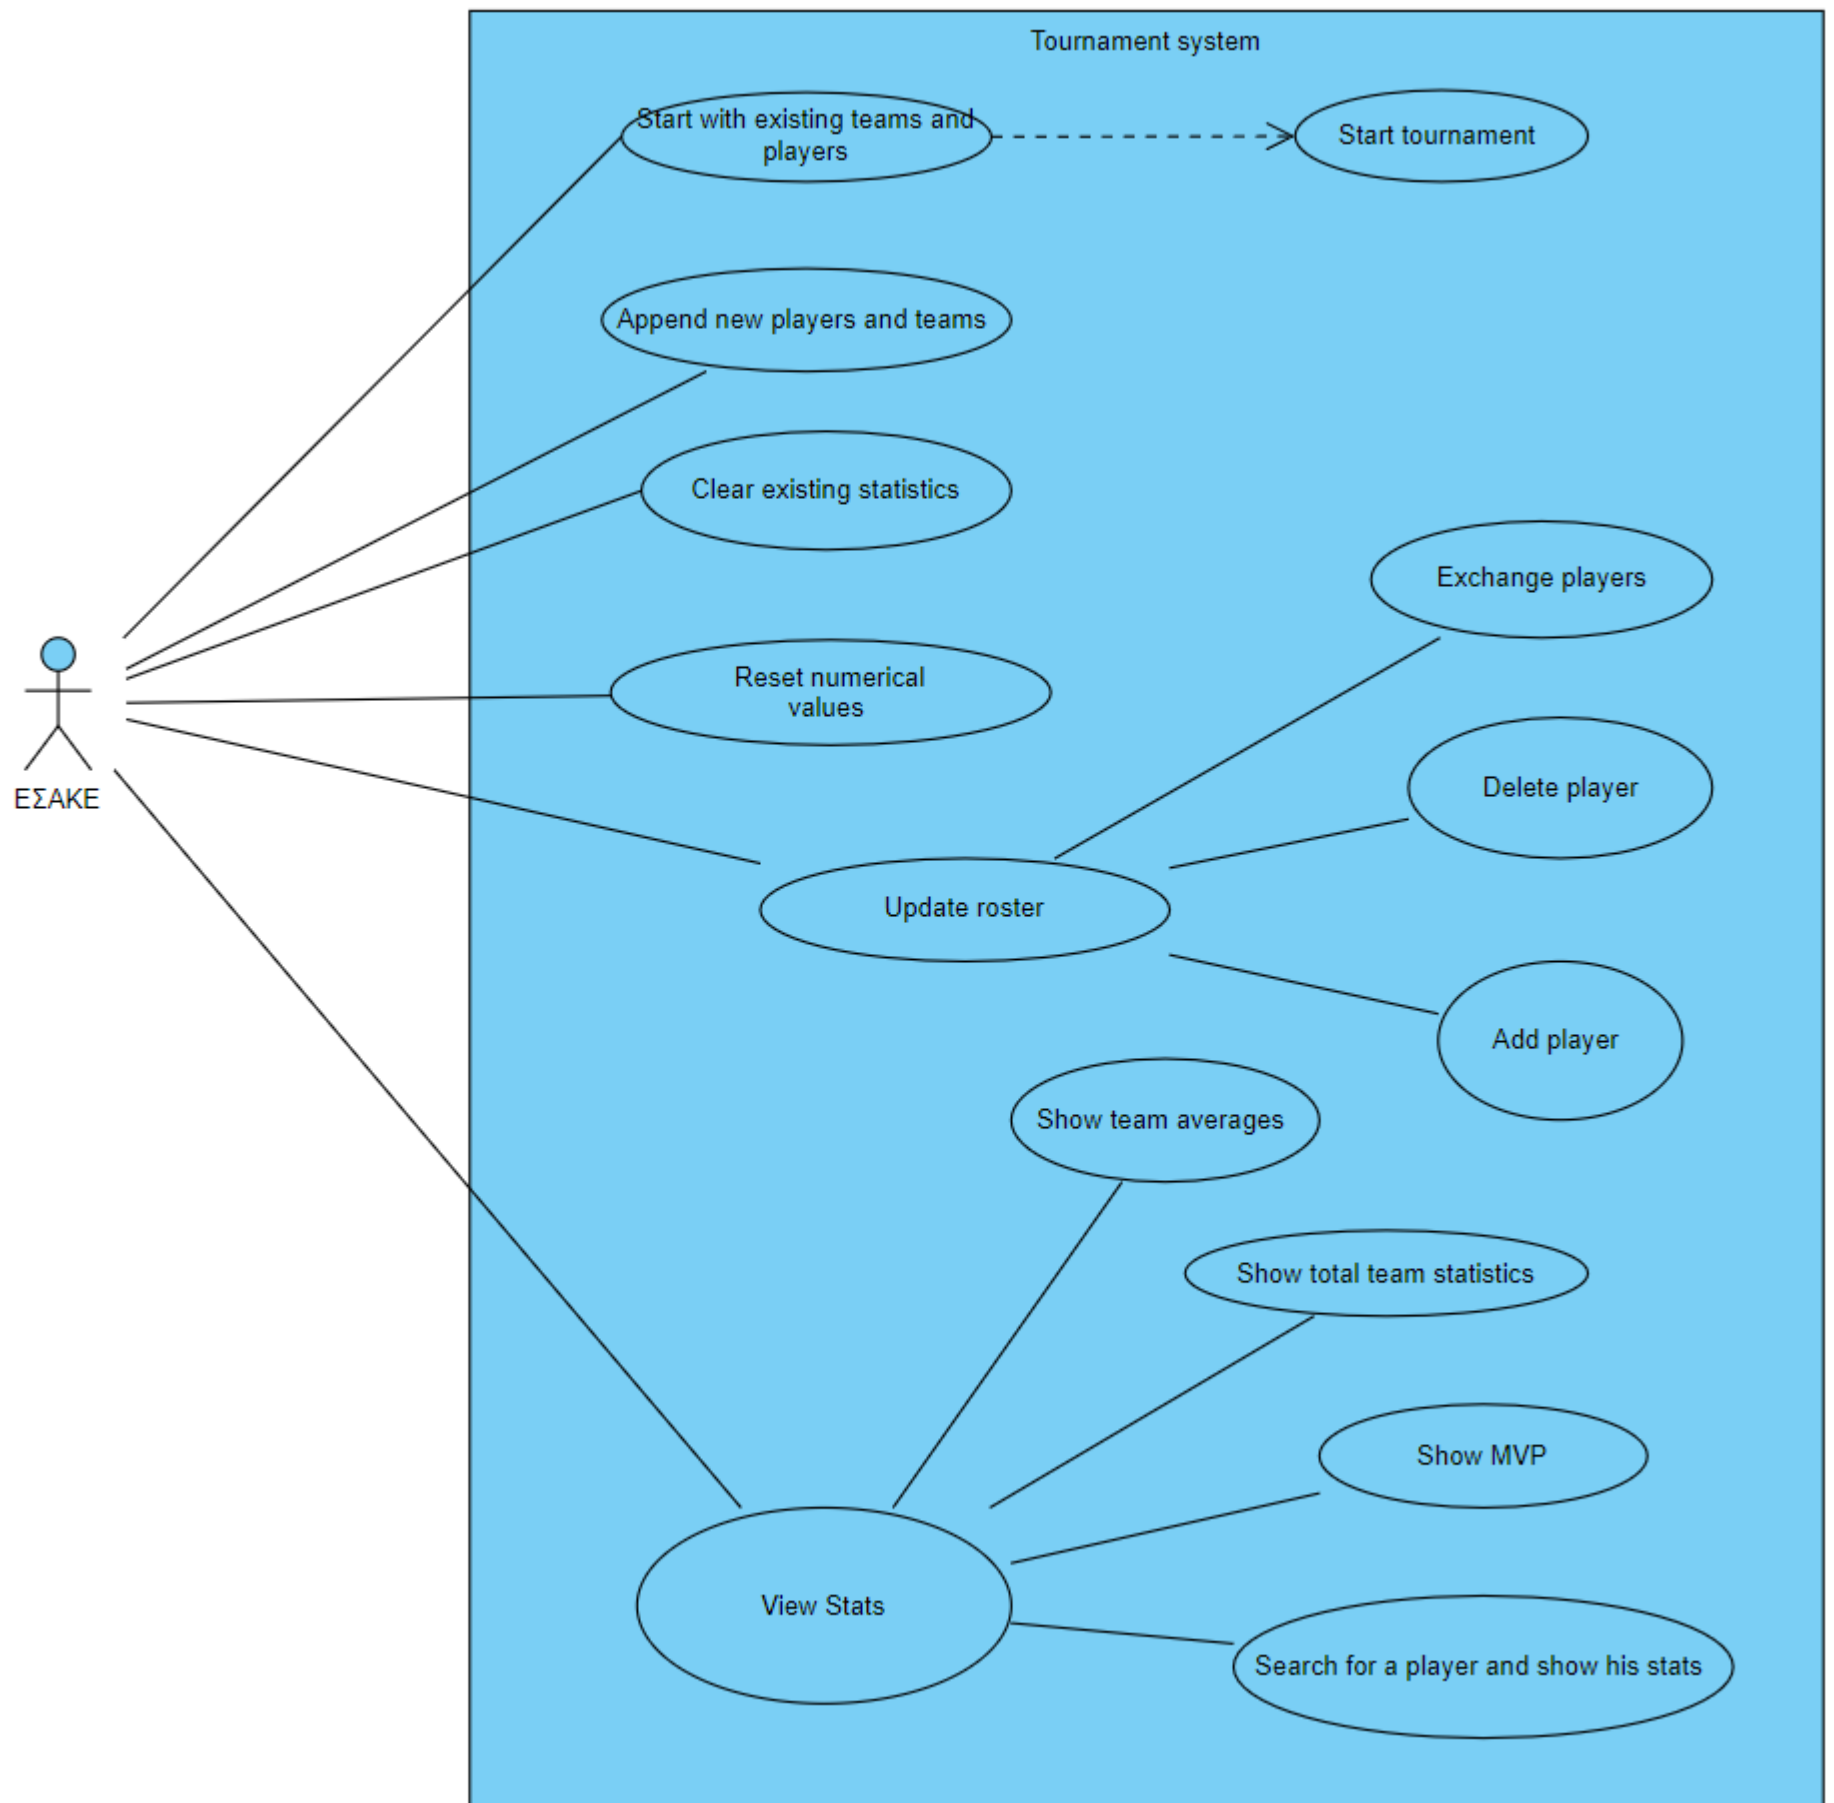 Tournament system
Start with existing teams and
players
Start tournament
Append new players and teams
Clear existing statistics
Exchange players
Reset numerical
values
Delete player
ΕΣΑΚΕ
Update roster
Add player
Show team averages
Show total team statistics
Show MVP
View Stats
Search for a player and show his stats